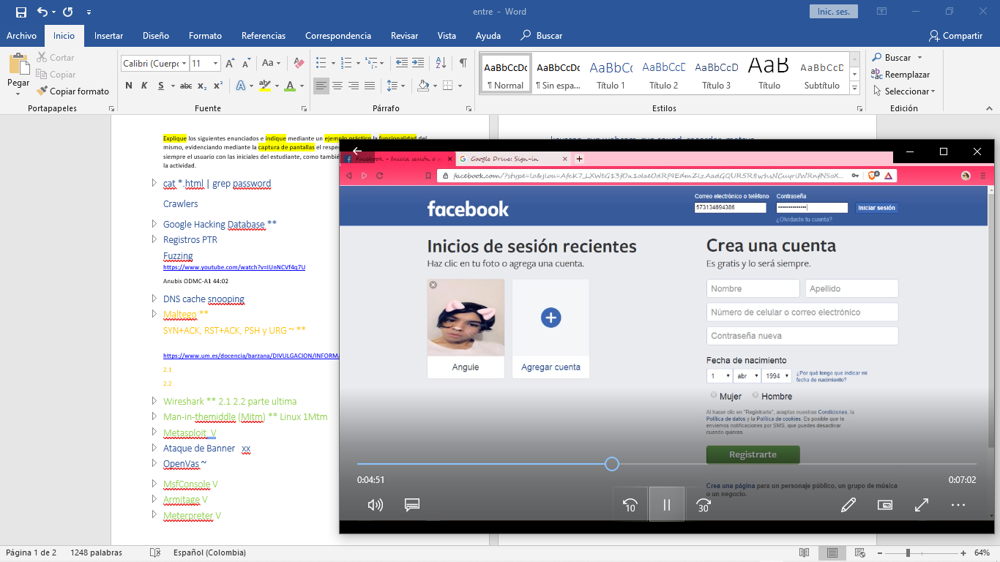 entre - Word
Inic. ses.
Archivo Inicio Insertar Diseño Formato Referencias Correspondencia Revisar Vista Ayuda Buscar Compartir
Pegar
Cortar
Copiar
Copiar formato
Portapapeles
Calibri (Cuerpo 11
Aa
N K S abc x₂ x²
Fuente
Párrafo
AaBbCcDc AaBbCcDc AaBbCc AaBbCcD AaBbCcD AaB AaBbCcD
¶ Normal ¶ Sin espa... Título 1 Título 2 Título 3 Título Subtítulo
Estilos
Buscar
Reemplazar
Seleccionar
Edición
Explique los siguientes enunciados e indique mediante un ejemplo práctico la funcionalidad del
mismo, evidenciando mediante la captura de pantallas el respec
siempre el usuario con las iniciales del estudiante, como también
la actividad.
cat *.html | grep password
Crawlers
Google Hacking Database **
Registros PTR
Fuzzing
https://www.youtube.com/watch?v=IUnNCVf4q7U
Anubis ODMC-A1 44:02
DNS cache snooping
Maltego **
SYN+ACK, RST+ACK, PSH y URG ~ **
https://www.um.es/docencia/barzana/DIVULGACION/INFORMA
2.1
2.2
Wireshark ** 2.1 2.2 parte ultima
Man-in-themiddle (Mitm) ** Linux 1Mtm
Metasploit V
Ataque de Banner xx
OpenVas ~
MsfConsole V
Armitage V
Meterpreter V
Facebook - Inicia sesión o r
Google Drive: Sign-in
facebook.com/?stype=lo&jlou=AfcK7_LXWtG13fOn1olaeOdRf9EdmZlzAadGQUR5R8whsNCuyriIWRnfNSoX...
facebook
Correo electrónico o teléfono Contraseña
573134694386 •••••••••••••• Iniciar sesión
¿Olvidaste tu cuenta?
Inicios de sesión recientes
Haz clic en tu foto o agrega una cuenta.
Anguie
Agregar cuenta
Crea una cuenta
Es gratis y lo será siempre.
Nombre Apellido
Número de celular o correo electrónico
Contraseña nueva
Fecha de nacimiento
1 abr 1994 ¿Por qué tengo que indicar mi
fecha de nacimiento?
Mujer Hombre
Al hacer clic en "Registrarte", aceptas nuestras Condiciones, la
Política de datos y la Política de cookies. Es posible que te
enviemos notificaciones por SMS, que puedes desactivar
cuando quieras.
Registrarte
Crea una página para un personaje público, un grupo de música
o un negocio.
0:04:51 0:07:02
10 30
Página 1 de 2 1248 palabras Español (Colombia) 64%